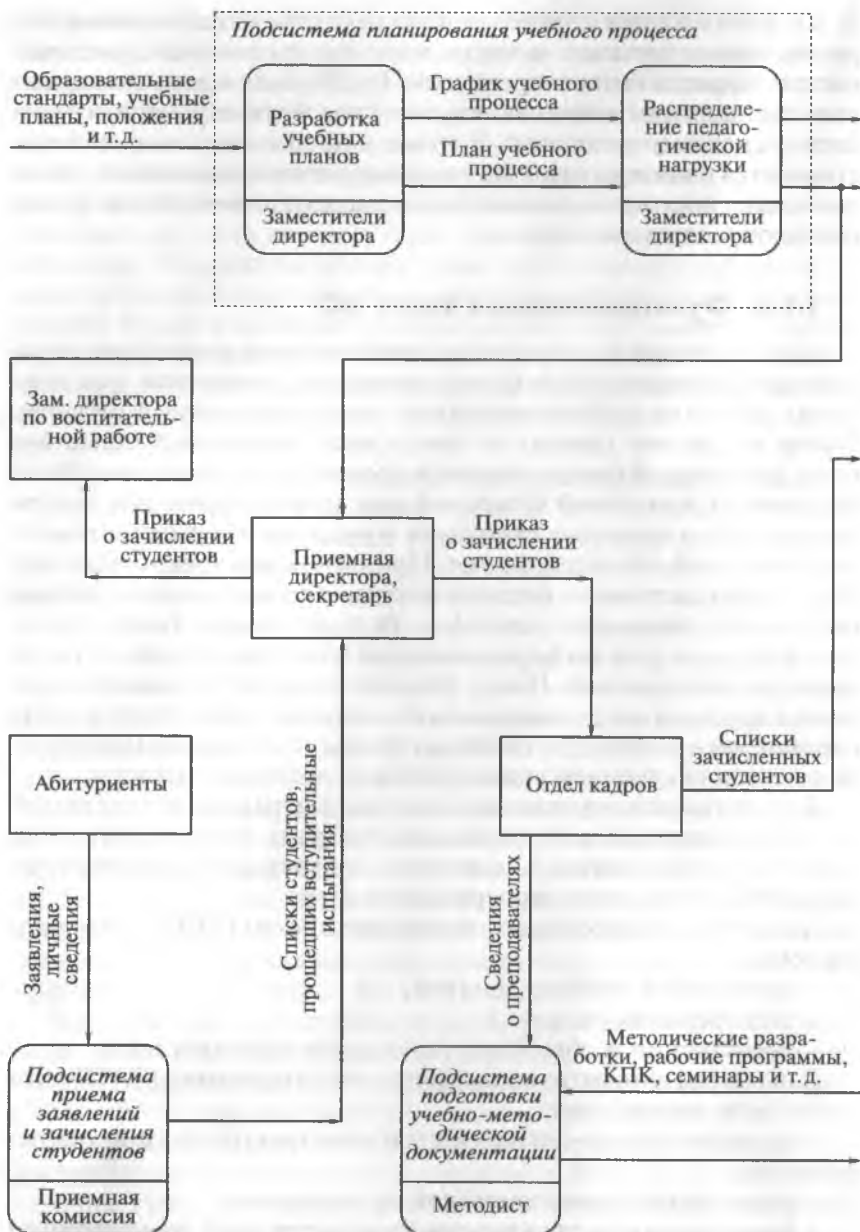 Подсистема планирования учебного процесса
Образовательные
стандарты, учебные
планы, положения
и т.д.
Разработка
учебных
планов
Заместители
директора
График учебного
процесса
План учебного
процесса
Распределе-
ние педаго-
гической
нагрузки
Заместители
директора
Зам. директора
по воспитатель-
ной работе
Приказ
о зачислении
студентов
Приемная
директора,
секретарь
Приказ
о зачислении
студентов
Абитуриенты
Списки студентов,
прошедших вступительные
испытания
Отдел кадров
Списки
зачисленных
студентов
Заявления,
личные
сведения
Сведения
о преподавателях
Методические разра-
ботки, рабочие программы,
КПК, семинары и т. д.
Подсистема
приема
заявлений
и зачисления
студентов
Приемная
комиссия
Подсистема
подготовки
учебно-мето-
дической
документации
Методист